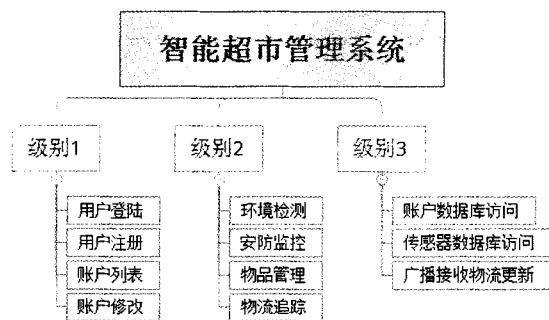 智能超市管理系统
级别1
级别2
级别3
用户登陆
用户注册
账户列表
账户修改
环境检测
安防监控
物品管理
物流追踪
账户数据库访问
传感器数据库访问
广播接收物流更新